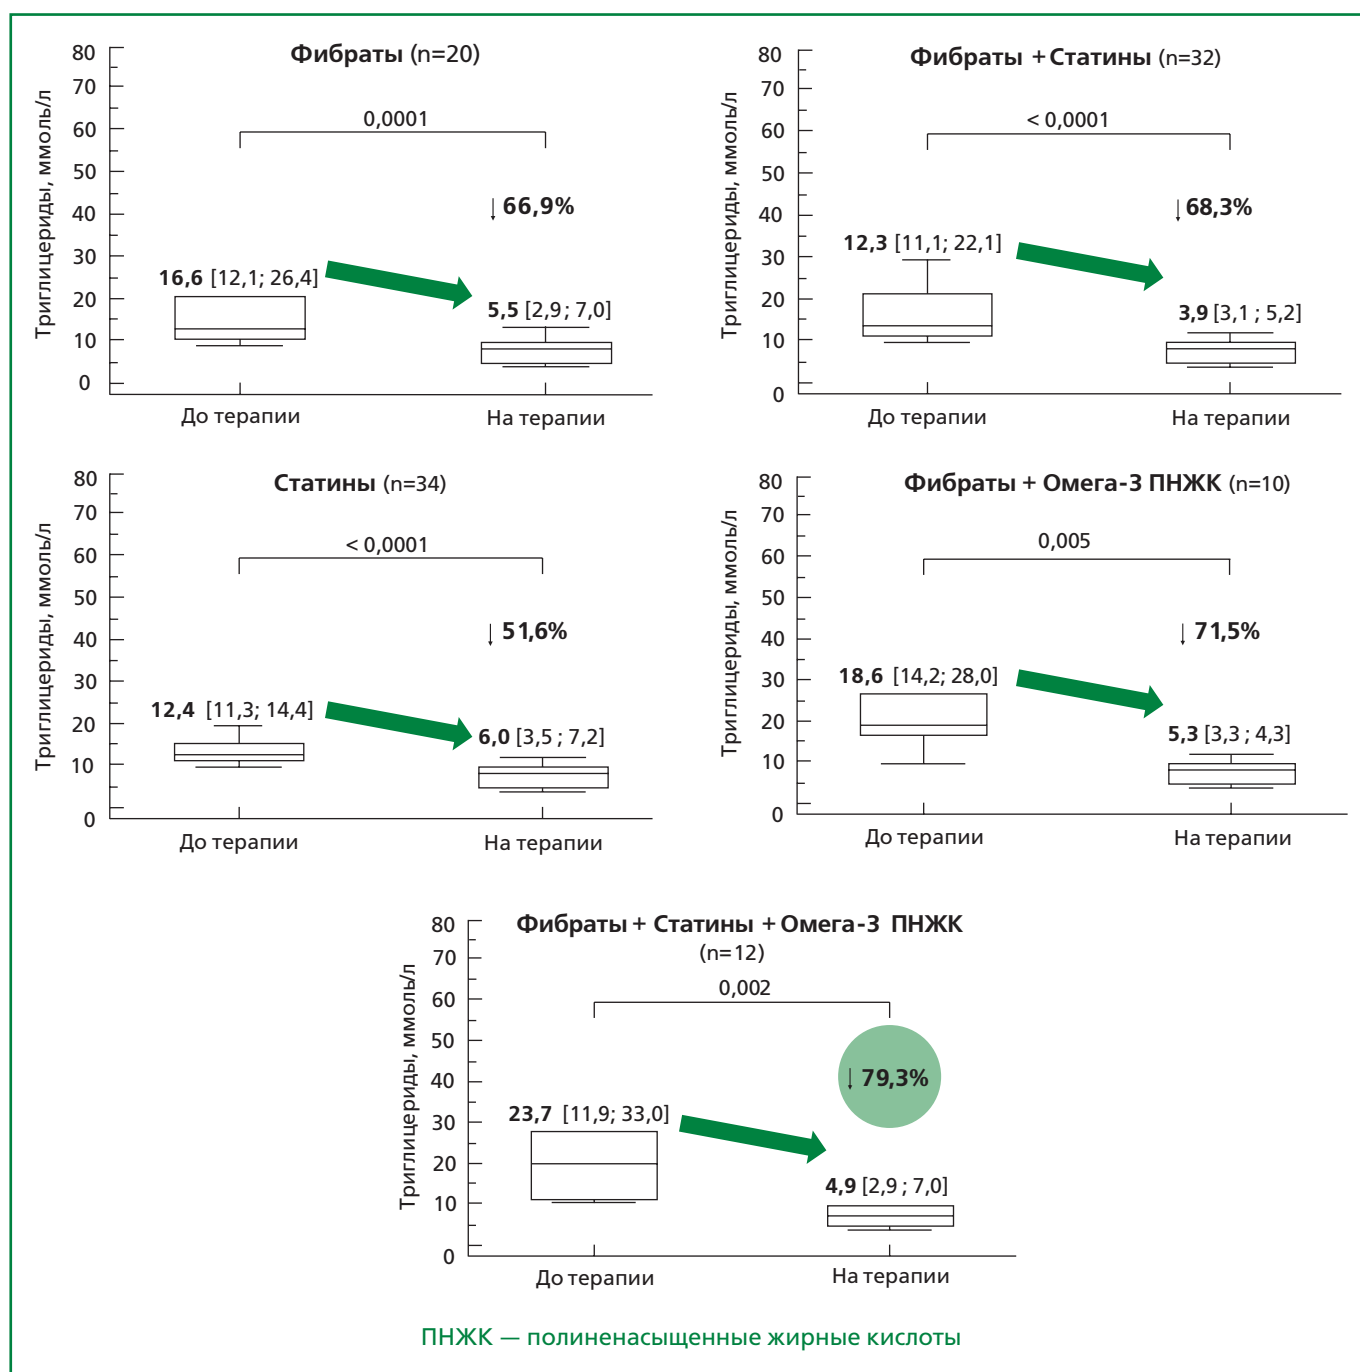 Фибраты (n=20)
Триглицериды, ммоль/л
80
70
60
50
40
30
20
10
0
0,0001
↓ 66,9%
16,6 [12,1; 26,4]
5,5 [2,9 ; 7,0]
До терапии
На терапии
Фибраты + Статины (n=32)
Триглицериды, ммоль/л
80
70
60
50
40
30
20
10
0
< 0,0001
↓ 68,3%
12,3 [11,1; 22,1]
3,9 [3,1 ; 5,2]
До терапии
На терапии
Статины (n=34)
Триглицериды, ммоль/л
80
70
60
50
40
30
20
10
0
< 0,0001
↓ 51,6%
12,4 [11,3; 14,4]
6,0 [3,5 ; 7,2]
До терапии
На терапии
Фибраты + Омега-3 ПНЖК (n=10)
Триглицериды, ммоль/л
80
70
60
50
40
30
20
10
0
0,005
↓ 71,5%
18,6 [14,2; 28,0]
5,3 [3,3 ; 4,3]
До терапии
На терапии
Фибраты + Статины + Омега-3 ПНЖК
(n=12)
Триглицериды, ммоль/л
80
70
60
50
40
30
20
10
0
0,002
↓ 79,3%
23,7 [11,9; 33,0]
4,9 [2,9 ; 7,0]
До терапии
На терапии
ПНЖК — полиненасыщенные жирные кислоты